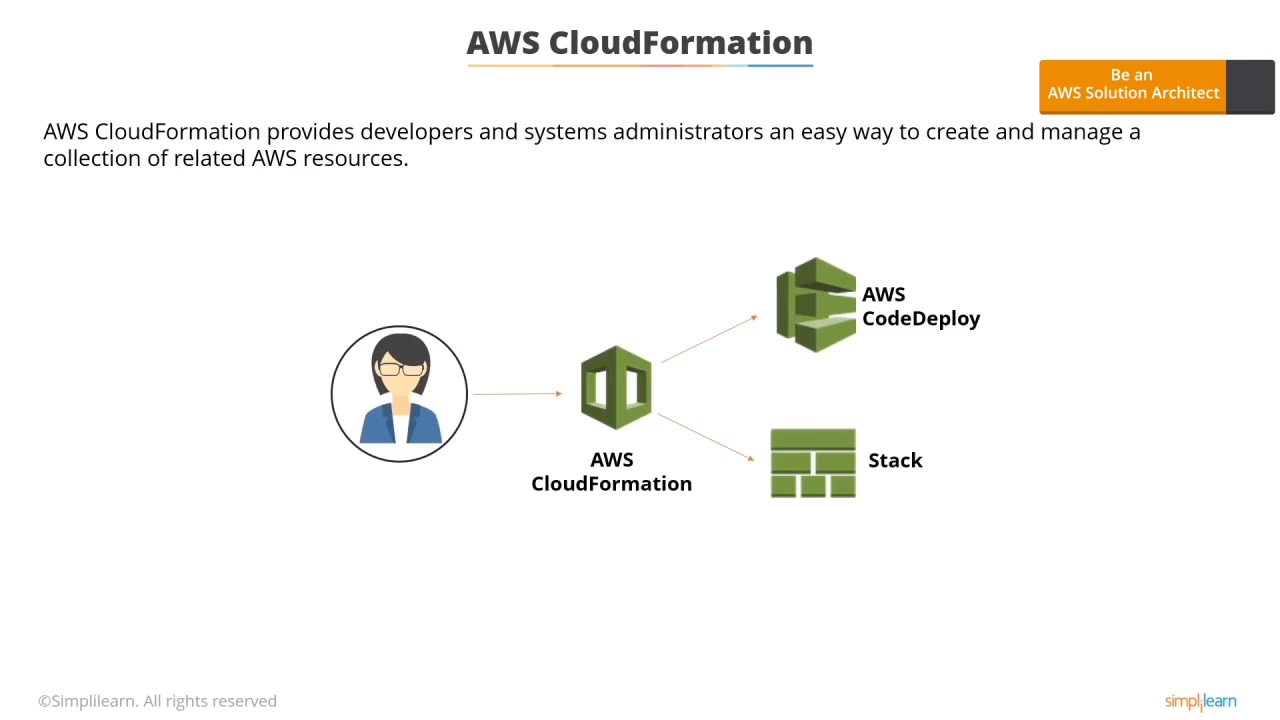 AWS CloudFormation
Be an
AWS Solution Architect
AWS CloudFormation provides developers and systems administrators an easy way to create and manage a
collection of related AWS resources.
AWS
CodeDeploy
AWS
CloudFormation
Stack
©Simplilearn. All rights reserved
simplilearn